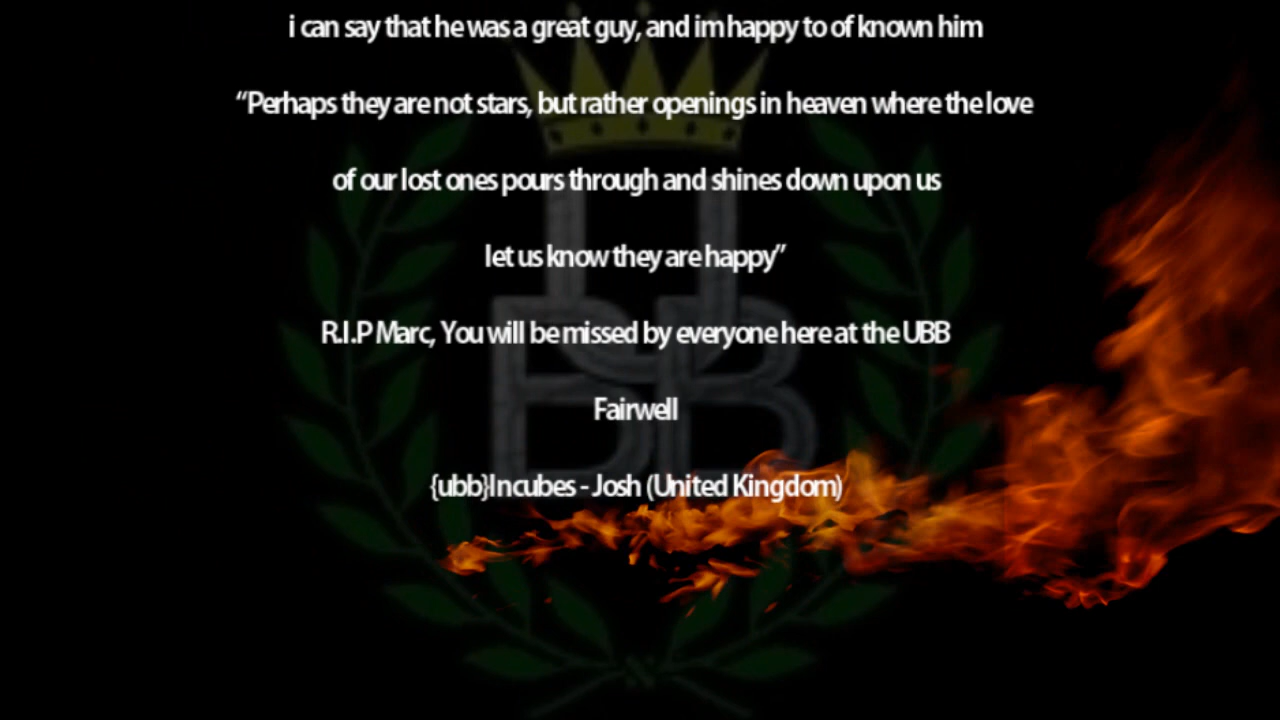 i can say that he was a great guy, and im happy to of known him
“Perhaps they are not stars, but rather openings in heaven where the love
of our lost ones pours through and shines down upon us
let us know they are happy”
R.I.P Marc, You will be missed by everyone here at the UBB
Fairwell
{ubb}Incubes - Josh (United Kingdom)
UBB